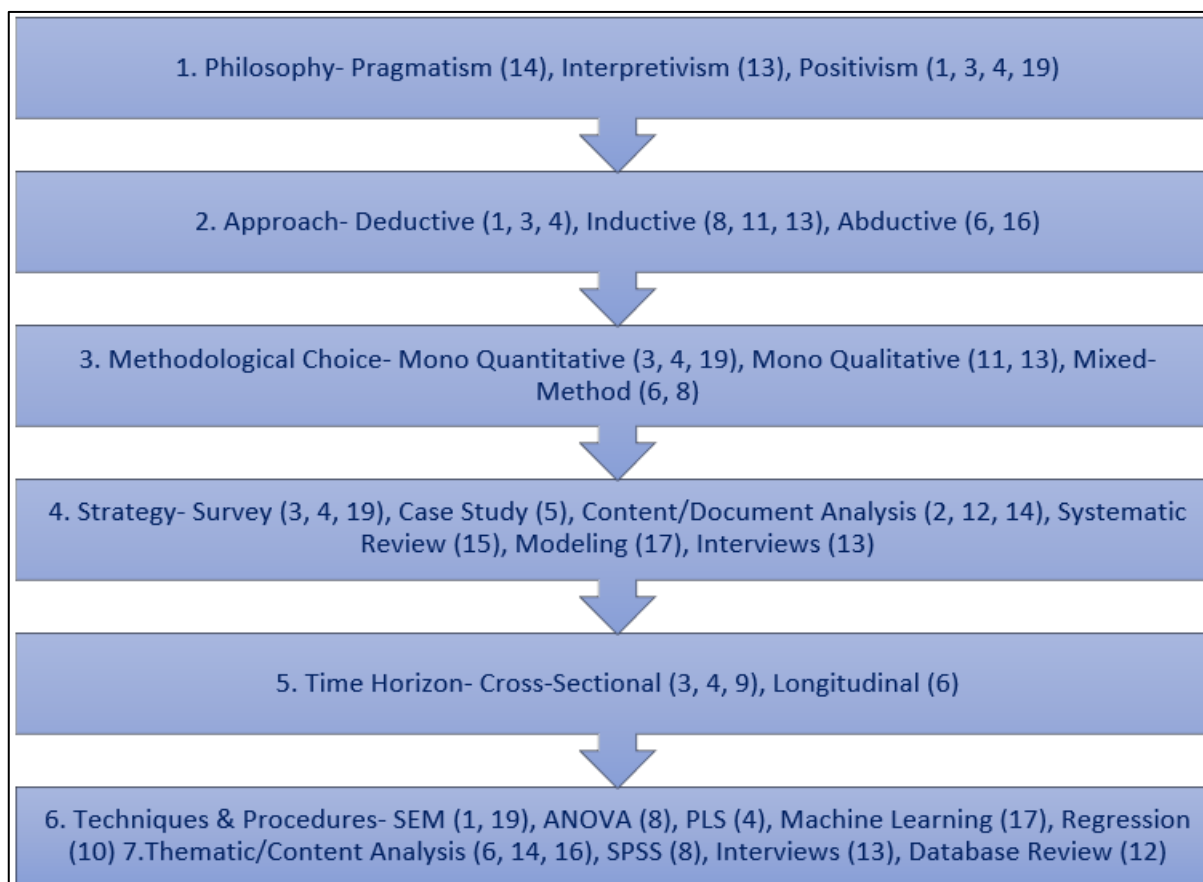 1. Philosophy- Pragmatism (14), Interpretivism (13), Positivism (1, 3, 4, 19)
2. Approach- Deductive (1, 3, 4), Inductive (8, 11, 13), Abductive (6, 16)
3. Methodological Choice- Mono Quantitative (3, 4, 19), Mono Qualitative (11, 13), Mixed-
Method (6, 8)
4. Strategy- Survey (3, 4, 19), Case Study (5), Content/Document Analysis (2, 12, 14), Systematic
Review (15), Modeling (17), Interviews (13)
5. Time Horizon- Cross-Sectional (3, 4, 9), Longitudinal (6)
6. Techniques & Procedures- SEM (1, 19), ANOVA (8), PLS (4), Machine Learning (17), Regression
(10) 7.Thematic/Content Analysis (6, 14, 16), SPSS (8), Interviews (13), Database Review (12)